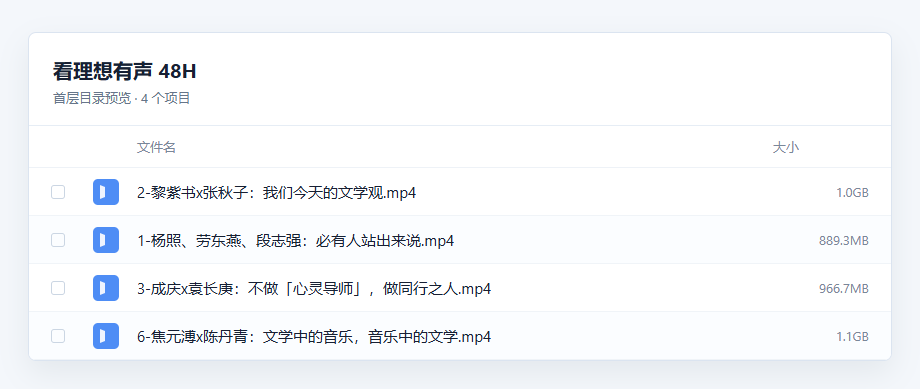 看理想有声 48H
首层目录预览 · 4 个项目
文件名 大小
2-黎紫书x张秋子：我们今天的文学观.mp4 1.0GB
1-杨照、劳东燕、段志强：必有人站出来说.mp4 889.3MB
3-成庆x袁长庚：不做「心灵导师」，做同行之人.mp4 966.7MB
6-焦元溥x陈丹青：文学中的音乐，音乐中的文学.mp4 1.1GB